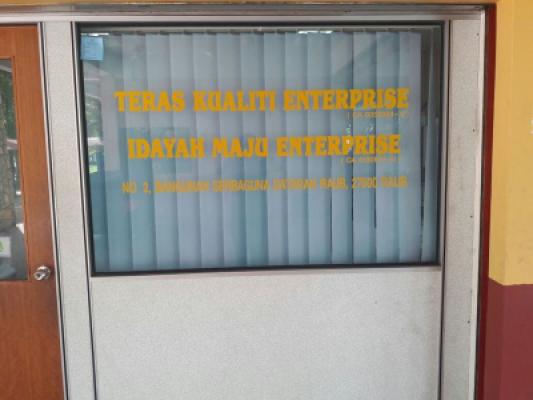 TERAS KUALITI ENTERPRISE
IDAYAH MAJU ENTERPRISE
NO 2, BANGUNAN SERBAGUNA DATARAN RAUB, 27600 RAUB